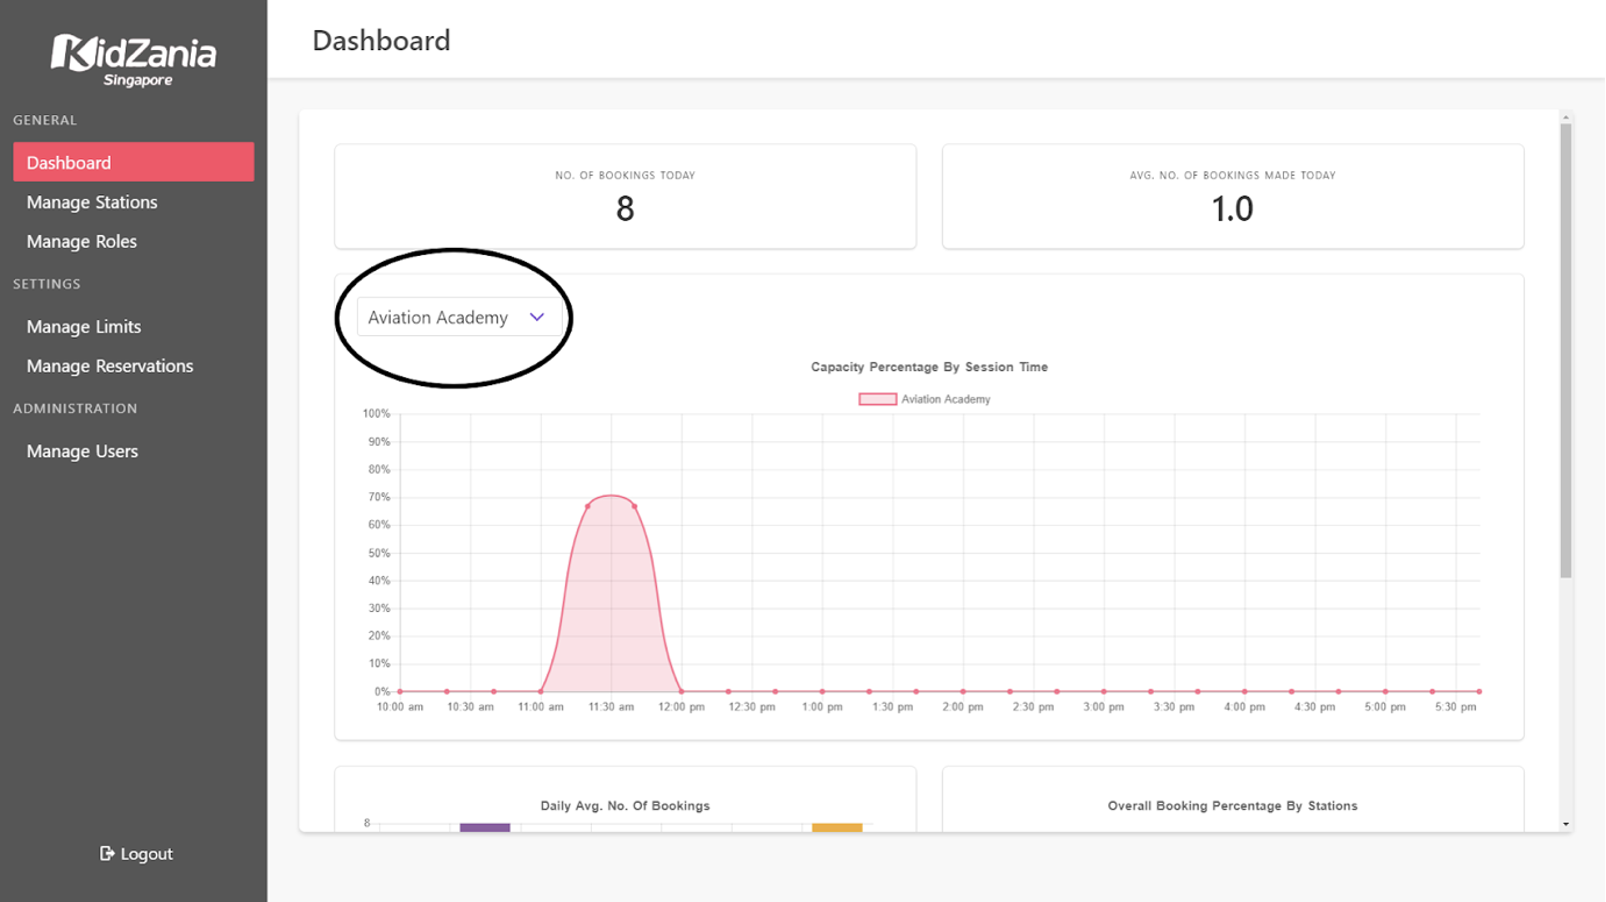 KidZania
Singapore
GENERAL
Dashboard
Manage Stations
Manage Roles
SETTINGS
Manage Limits
Manage Reservations
ADMINISTRATION
Manage Users
Logout
Dashboard
NO. OF BOOKINGS TODAY
8
AVG. NO. OF BOOKINGS MADE TODAY
1.0
Aviation Academy
Capacity Percentage By Session Time
Aviation Academy
100%
90%
80%
70%
60%
50%
40%
30%
20%
10%
0%
10:00 am 10:30 am 11:00 am 11:30 am 12:00 pm 12:30 pm 1:00 pm 1:30 pm 2:00 pm 2:30 pm 3:00 pm 3:30 pm 4:00 pm 4:30 pm 5:00 pm 5:30 pm
Daily Avg. No. Of Bookings
8
Overall Booking Percentage By Stations